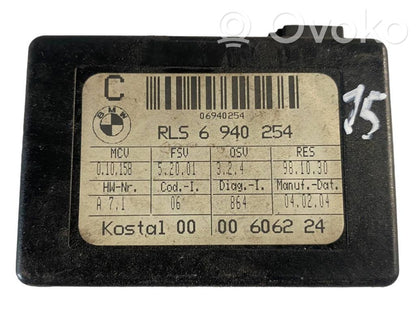 Ovoko
C
BMW
06940254
RLS 6 940 254
MCV FSV OSV RES
0.10.158 5.20.01 3.2.4 98.10.30
HW-Nr. Cod.-I. Diag.-I. Manuf.-Dat.
A 7.1 06 864 04.02.04
Kostal 00 00 6062 24
15